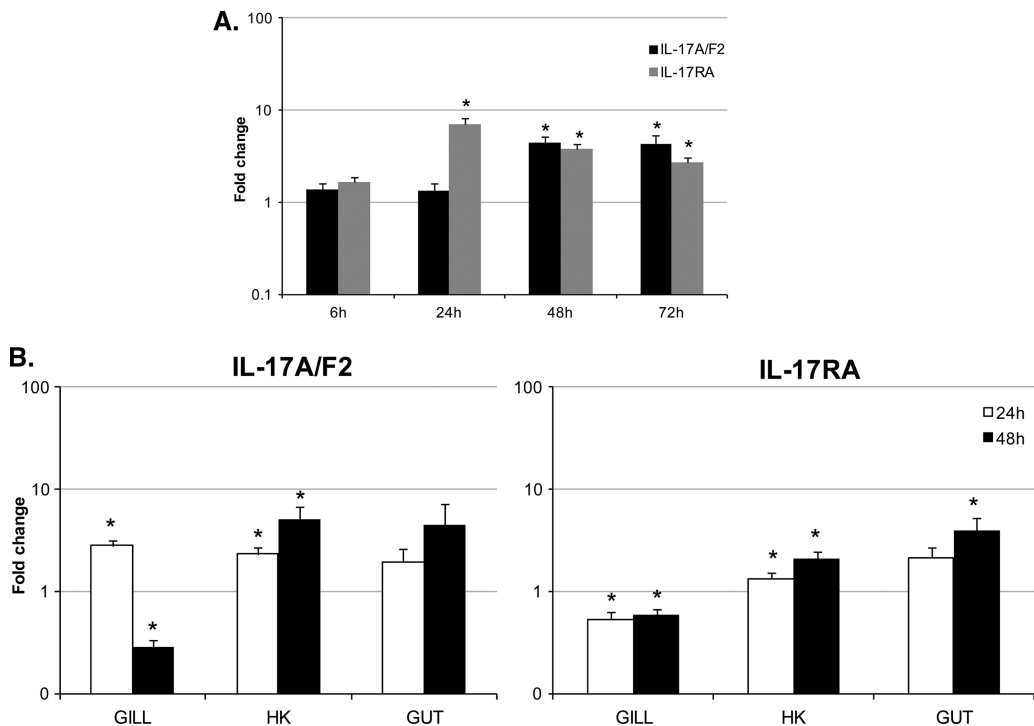 A.
100
10
1
0.1
Fold change
IL-17A/F2
IL-17RA
*
* *
* *
6h 24h 48h 72h
B.
IL-17A/F2
100
10
1
0
Fold change
*
*
*
*
GILL HK GUT
IL-17RA
100
10
1
0
24h
48h
* *
* *
*
GILL HK GUT